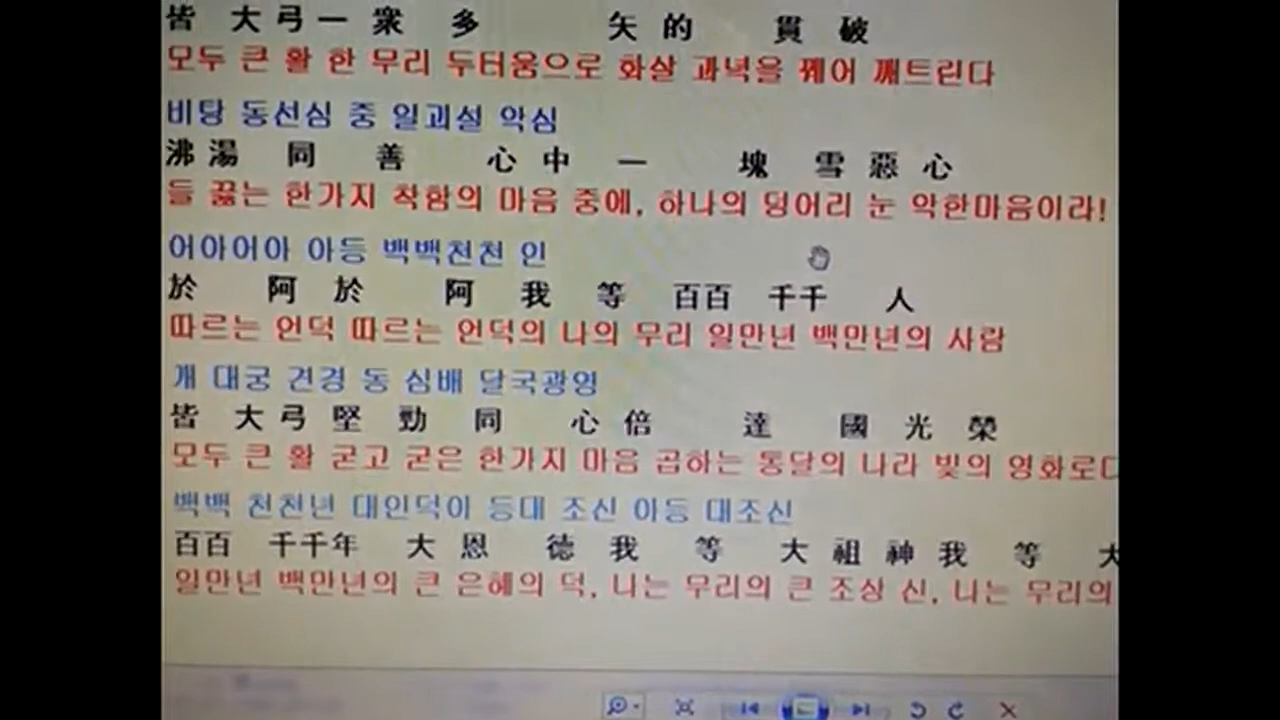 皆 大弓一 衆 多 矢的 貫破
모두 큰 활 한 무리 두터움으로 화살 과녁을 꿰어 깨트린다
비탕 동선심 중 일괴설 악심
沸湯 同 善 心中 一 塊 雪惡心
들 끓는 한가지 착함의 마음 중에, 하나의 덩어리 눈 악한마음이라!
어아어아 아등 백백천천 인
於 阿於 阿 我 等 百百 千千 人
따르는 언덕 따르는 언덕의 나의 무리 일만년 백만년의 사람
개 대궁 견경 동 심배 달국광영
皆 大弓堅 勁 同 心倍 達 國光榮
모두 큰 활 굳고 굳은 한가지 마음 곱하는 통달의 나라 빛의 영화로다
백백 천천년 대인덕이 등대 조신 아등 대조신
百百 千千年 大恩 德我 等 大祖神我 等 大
일만년 백만년의 큰 은혜의 덕, 나는 무리의 큰 조상 신, 나는 무리의